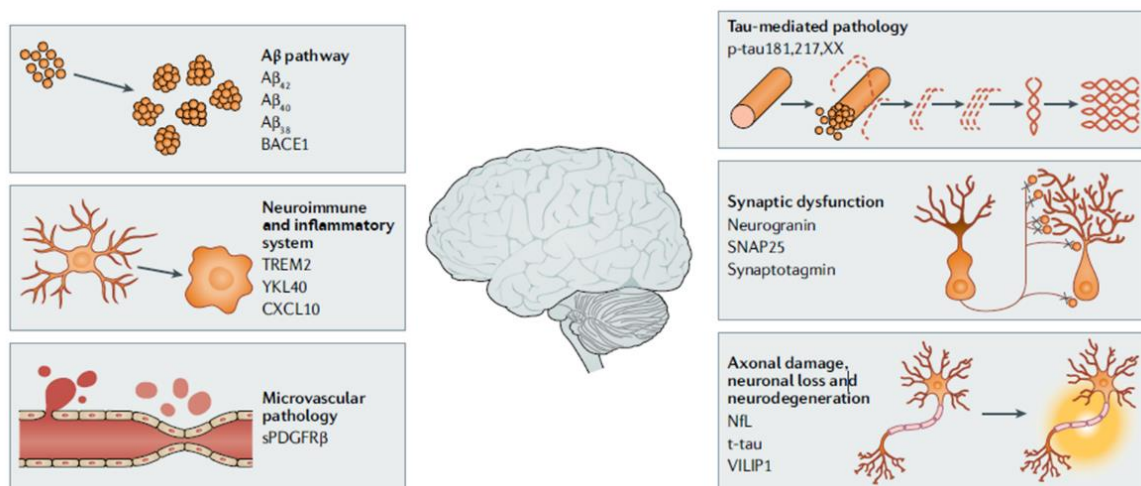 Aβ pathway
Aβ₄₂
Aβ₄₀
Aβ₃₈
BACE1
Neuroimmune
and inflammatory
system
TREM2
YKL40
CXCL10
Microvascular
pathology
sPDGFRβ
Tau-mediated pathology
p-tau181,217,XX
Synaptic dysfunction
Neurogranin
SNAP25
Synaptotagmin
Axonal damage,
neuronal loss and
neurodegeneration
NfL
t-tau
VILIP1